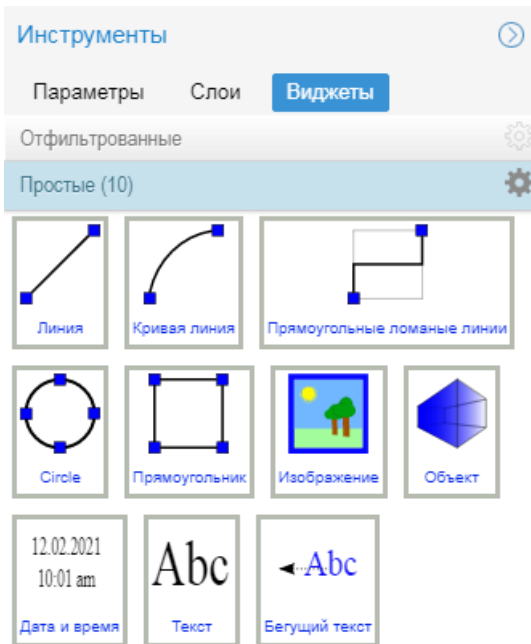 Инструменты
Параметры Слои Виджеты
Отфильтрованные
Простые (10)
Линия
Кривая линия
Прямоугольные ломаные линии
Circle
Прямоугольник
Изображение
Объект
12.02.2021
10:01 am
Дата и время
Abc
Текст
Abc
Бегущий текст